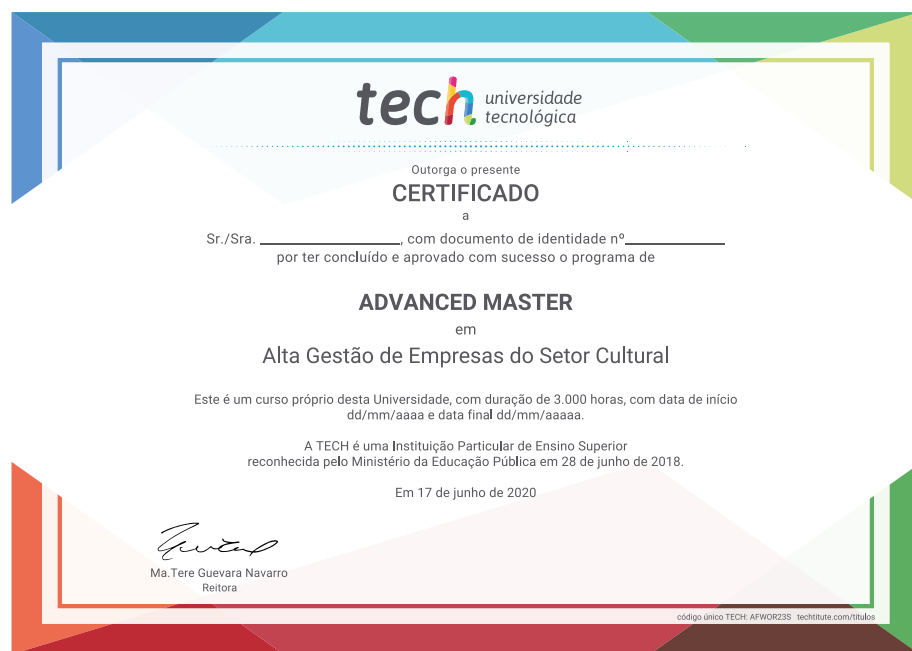 tech universidade
tecnológica
Outorga o presente
CERTIFICADO
a
Sr./Sra. ____________________, com documento de identidade nº______________
por ter concluído e aprovado com sucesso o programa de
ADVANCED MASTER
em
Alta Gestão de Empresas do Setor Cultural
Este é um curso próprio desta Universidade, com duração de 3.000 horas, com data de início
dd/mm/aaaa e data final dd/mm/aaaaa.
A TECH é uma Instituição Particular de Ensino Superior
reconhecida pelo Ministério da Educação Pública em 28 de junho de 2018.
Em 17 de junho de 2020
Ma.Tere Guevara Navarro
Reitora
código único TECH: AFWOR23S techtitute.com/titulos